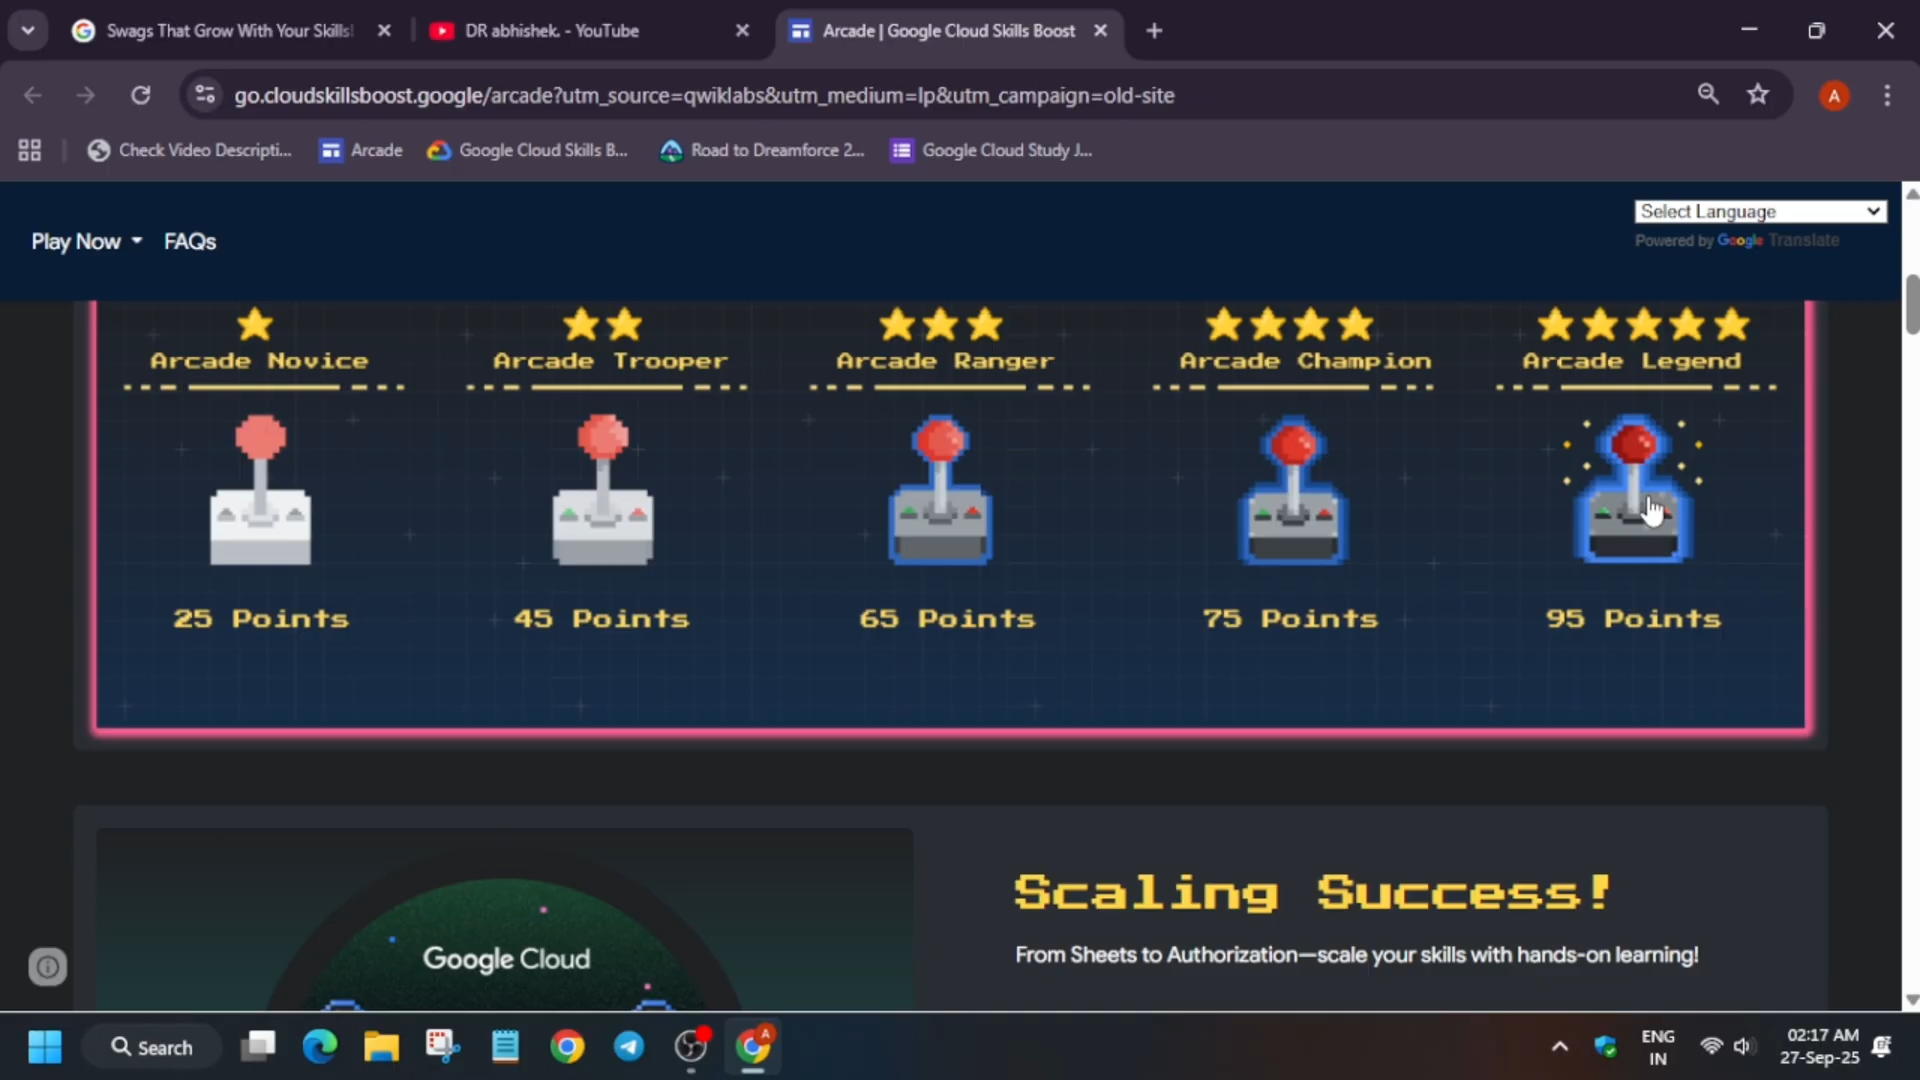 Swags That Grow With Your Skills!
DR abhishek. - YouTube
Arcade | Google Cloud Skills Boost
go.cloudskillsboost.google/arcade?utm_source=qwiklabs&utm_medium=lp&utm_campaign=old-site
A
Check Video Descripti...
Arcade
Google Cloud Skills B...
Road to Dreamforce 2...
Google Cloud Study J...
Play Now
FAQs
Select Language
Powered by Google Translate
Arcade Novice
Arcade Trooper
Arcade Ranger
Arcade Champion
Arcade Legend
25 Points
45 Points
65 Points
75 Points
95 Points
Scaling Success!
From Sheets to Authorization—scale your skills with hands-on learning!
Google Cloud
Search
A
ENG
IN
02:17 AM
27-Sep-25